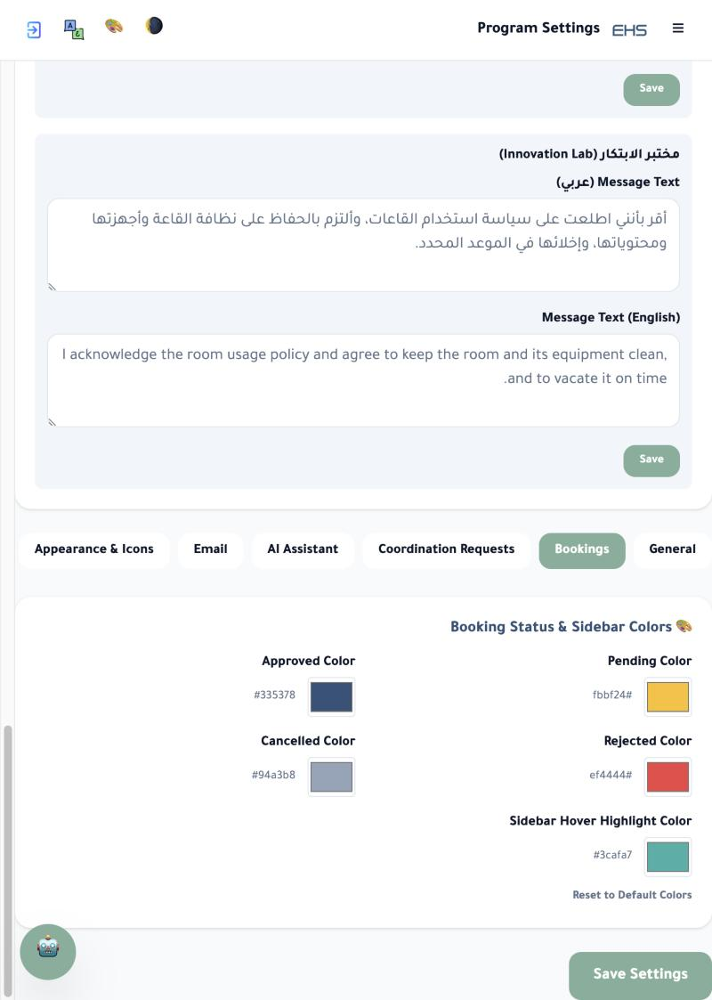 Program Settings
EHS
Save
مختبر الابتكار (Innovation Lab)
Message Text (عربي)
أقر بأنني اطلعت على سياسة استخدام القاعات، وألتزم بالحفاظ على نظافة القاعة وأجهزتها
ومحتوياتها، وإخلائها في الموعد المحدد.
Message Text (English)
I acknowledge the room usage policy and agree to keep the room and its equipment clean,
.and to vacate it on time
Save
General
Bookings
Coordination Requests
AI Assistant
Email
Appearance & Icons
Booking Status & Sidebar Colors
Pending Color
fbbf24#
Approved Color
#335378
Rejected Color
ef4444#
Cancelled Color
#94a3b8
Sidebar Hover Highlight Color
#3cafa7
Reset to Default Colors
Save Settings